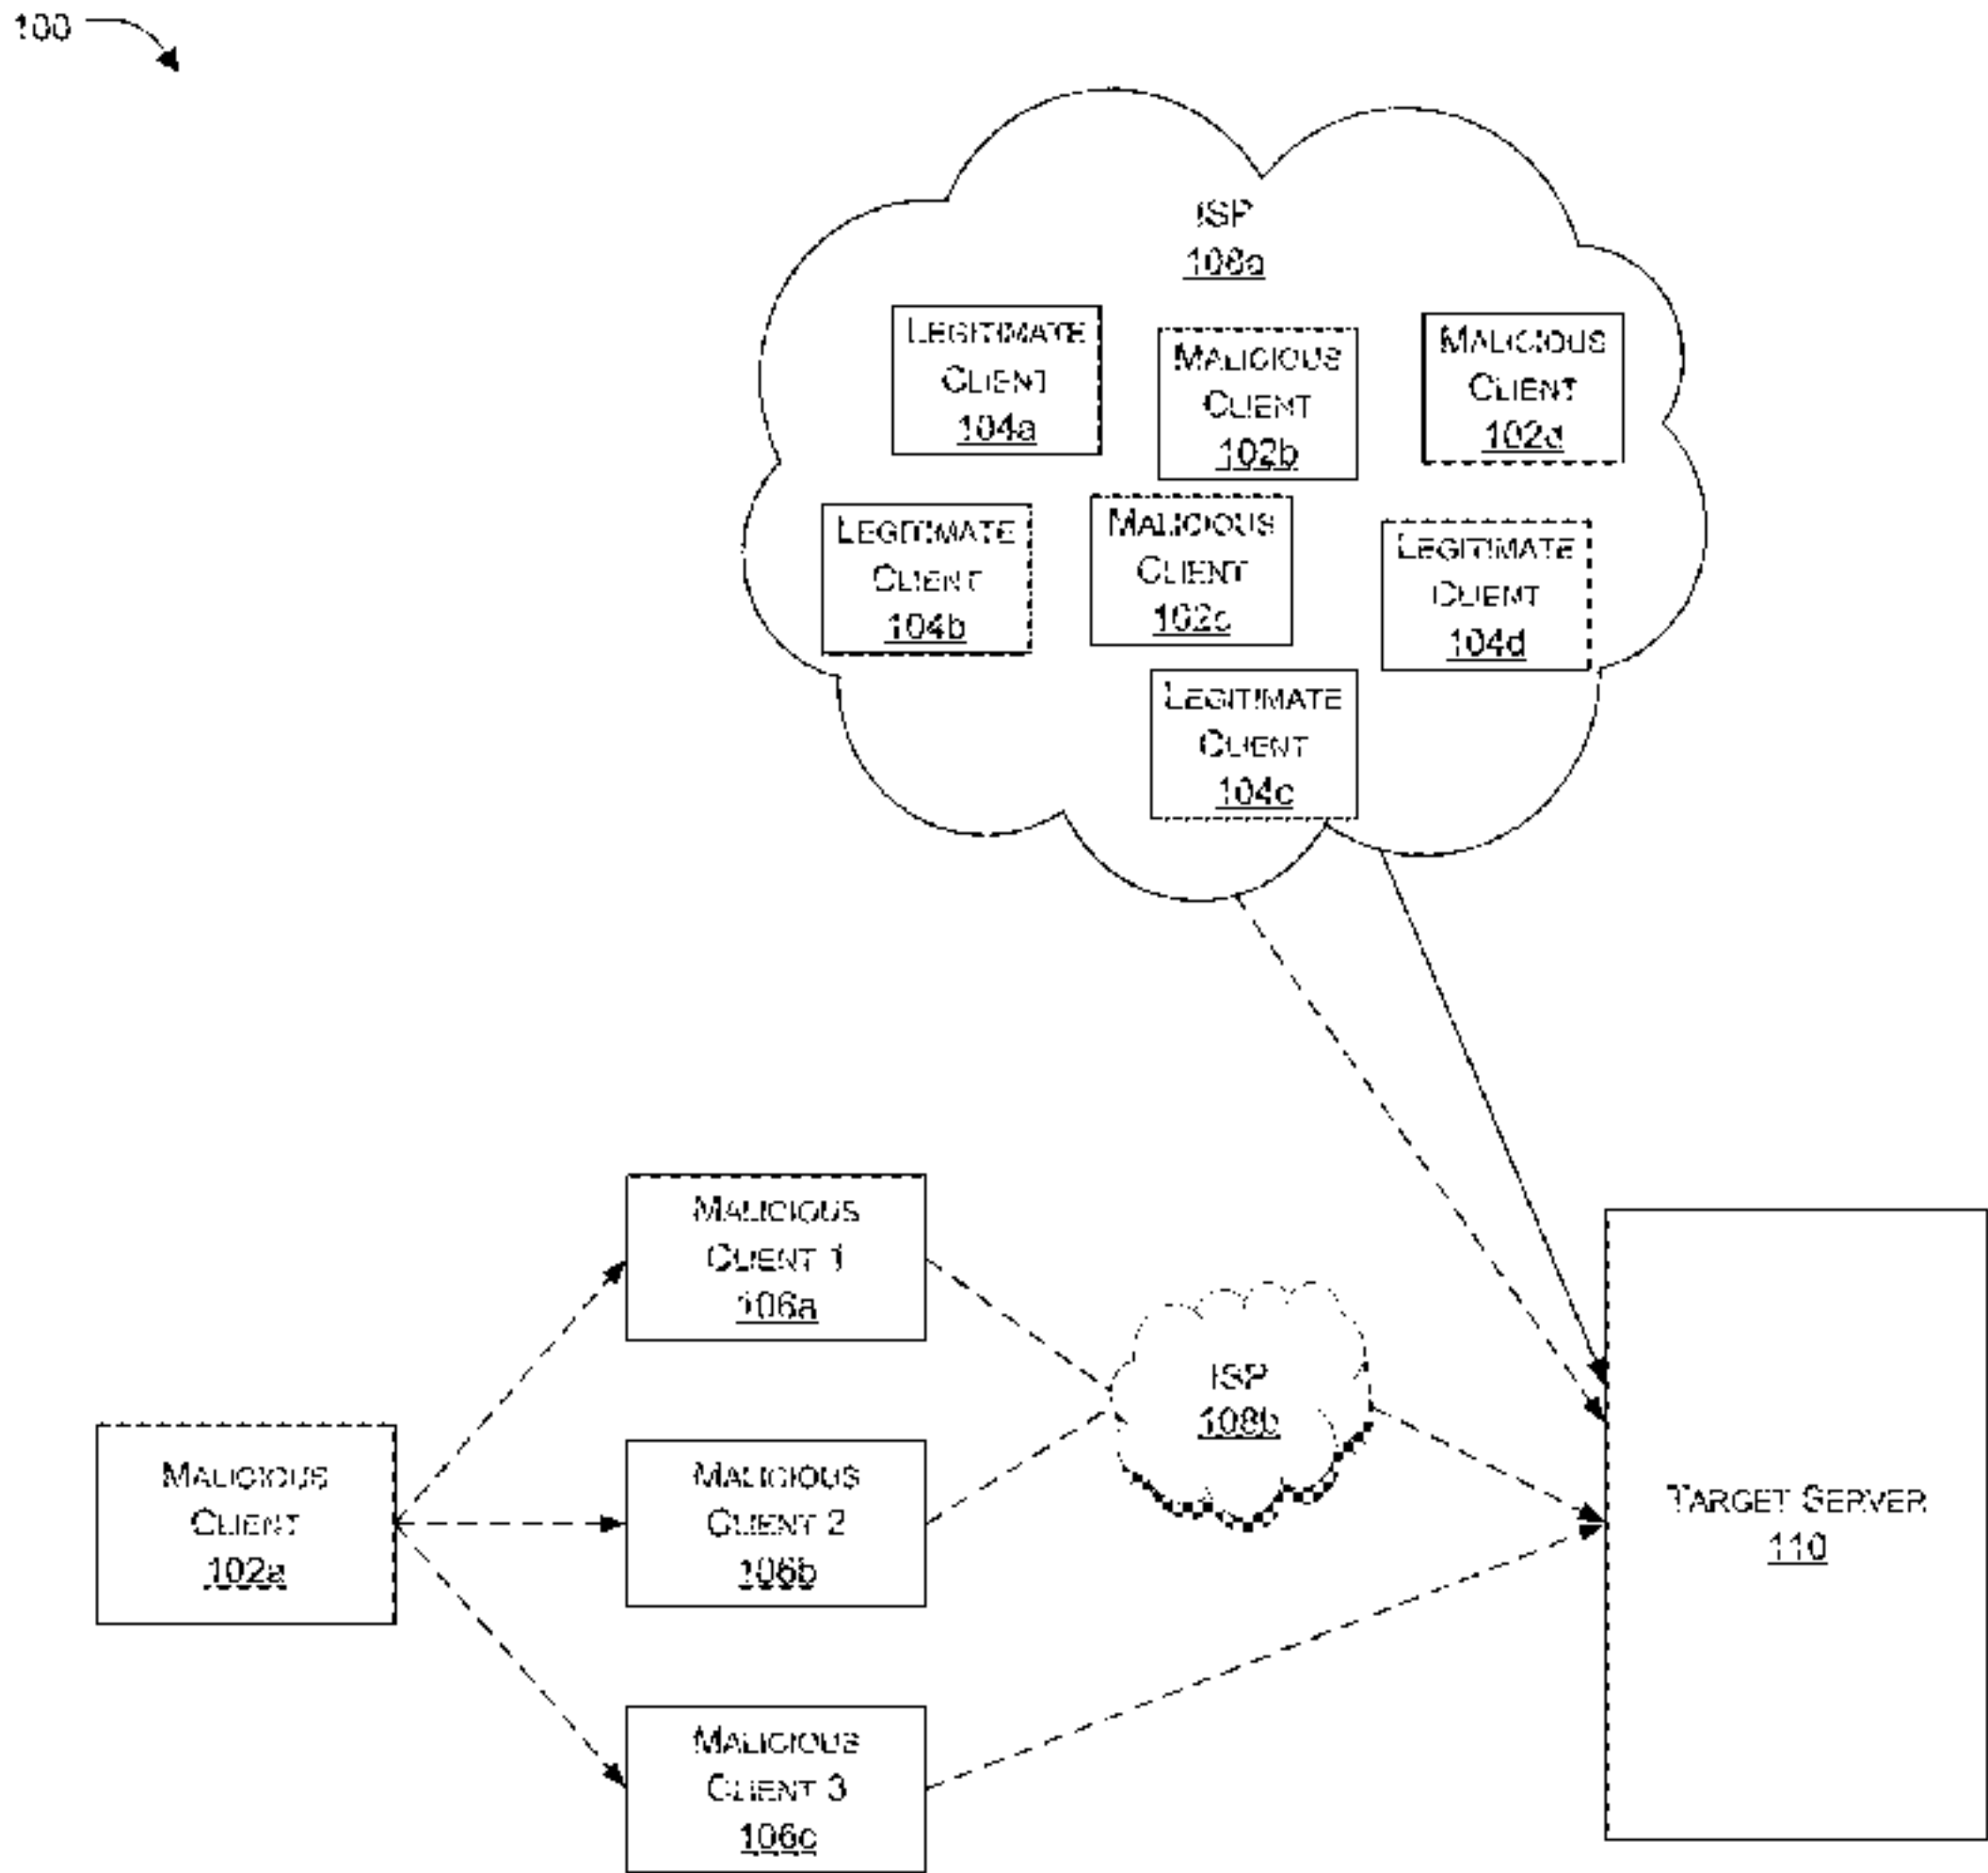 100
ISP
108a
LEGITIMATE
CLIENT
104a
MALICIOUS
CLIENT
102b
MALICIOUS
CLIENT
102d
LEGITIMATE
CLIENT
104b
MALICIOUS
CLIENT
102c
LEGITIMATE
CLIENT
104d
LEGITIMATE
CLIENT
104c
MALICIOUS
CLIENT 1
106a
ISP
108b
MALICIOUS
CLIENT
102a
MALICIOUS
CLIENT 2
106b
TARGET SERVER
110
MALICIOUS
CLIENT 3
106c